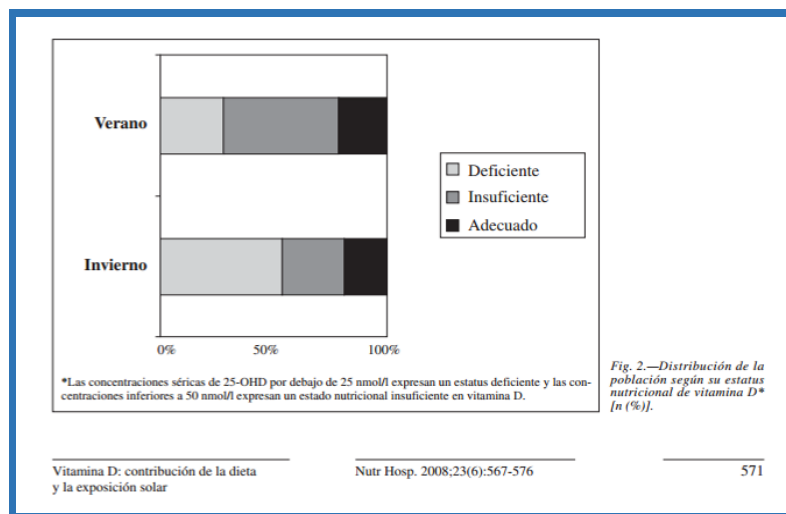 Verano
Invierno
Deficiente
Insuficiente
Adecuado
0%
50%
100%
*Las concentraciones séricas de 25-OHD por debajo de 25 nmol/l expresan un estatus deficiente y las con-
centraciones inferiores a 50 nmol/l expresan un estado nutricional insuficiente en vitamina D.
Fig. 2.—Distribución de la
población según su estatus
nutricional de vitamina D*
[n (%)].
Vitamina D: contribución de la dieta
y la exposición solar
Nutr Hosp. 2008;23(6):567-576
571